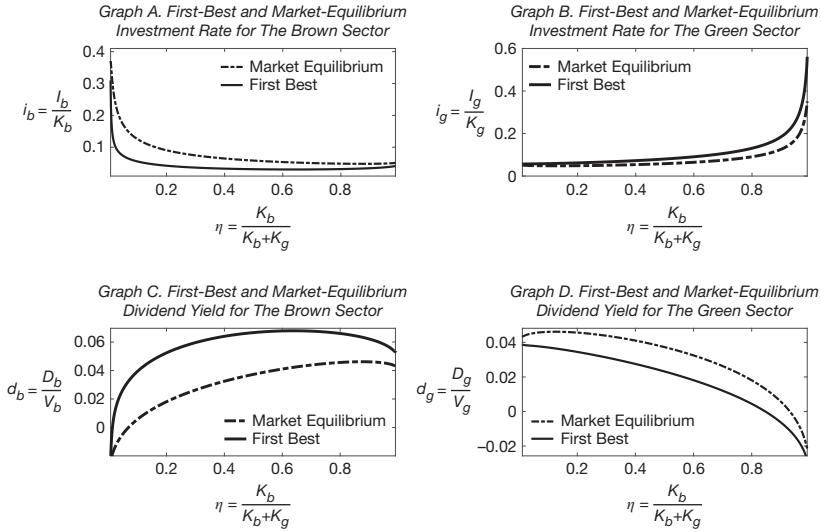 Graph A. First-Best and Market-Equilibrium
Investment Rate for The Brown Sector
0.4
0.3
0.2
0.1
i_b = I_b / K_b
Market Equilibrium
First Best
0.2 0.4 0.6 0.8
η = K_b / K_b+K_g
Graph B. First-Best and Market-Equilibrium
Investment Rate for The Green Sector
0.6
0.4
0.2
0
i_g = I_g / K_g
Market Equilibrium
First Best
0.2 0.4 0.6 0.8
η = K_b / K_b+K_g
Graph C. First-Best and Market-Equilibrium
Dividend Yield for The Brown Sector
0.06
0.04
0.02
0
d_b = D_b / V_b
Market Equilibrium
First Best
0.2 0.4 0.6 0.8
η = K_b / K_b+K_g
Graph D. First-Best and Market-Equilibrium
Dividend Yield for The Green Sector
0.04
0.02
0
−0.02
d_g = D_g / V_g
Market Equilibrium
First Best
0.2 0.4 0.6 0.8
η = K_b / K_b+K_g